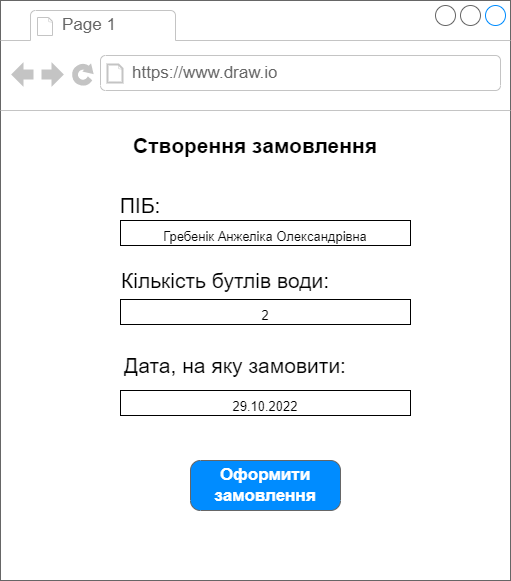 Page 1
https://www.draw.io
Створення замовлення
ПІБ:
Гребенік Анжеліка Олександрівна
Кількість бутлів води:
2
Дата, на яку замовити:
29.10.2022
Оформити
замовлення